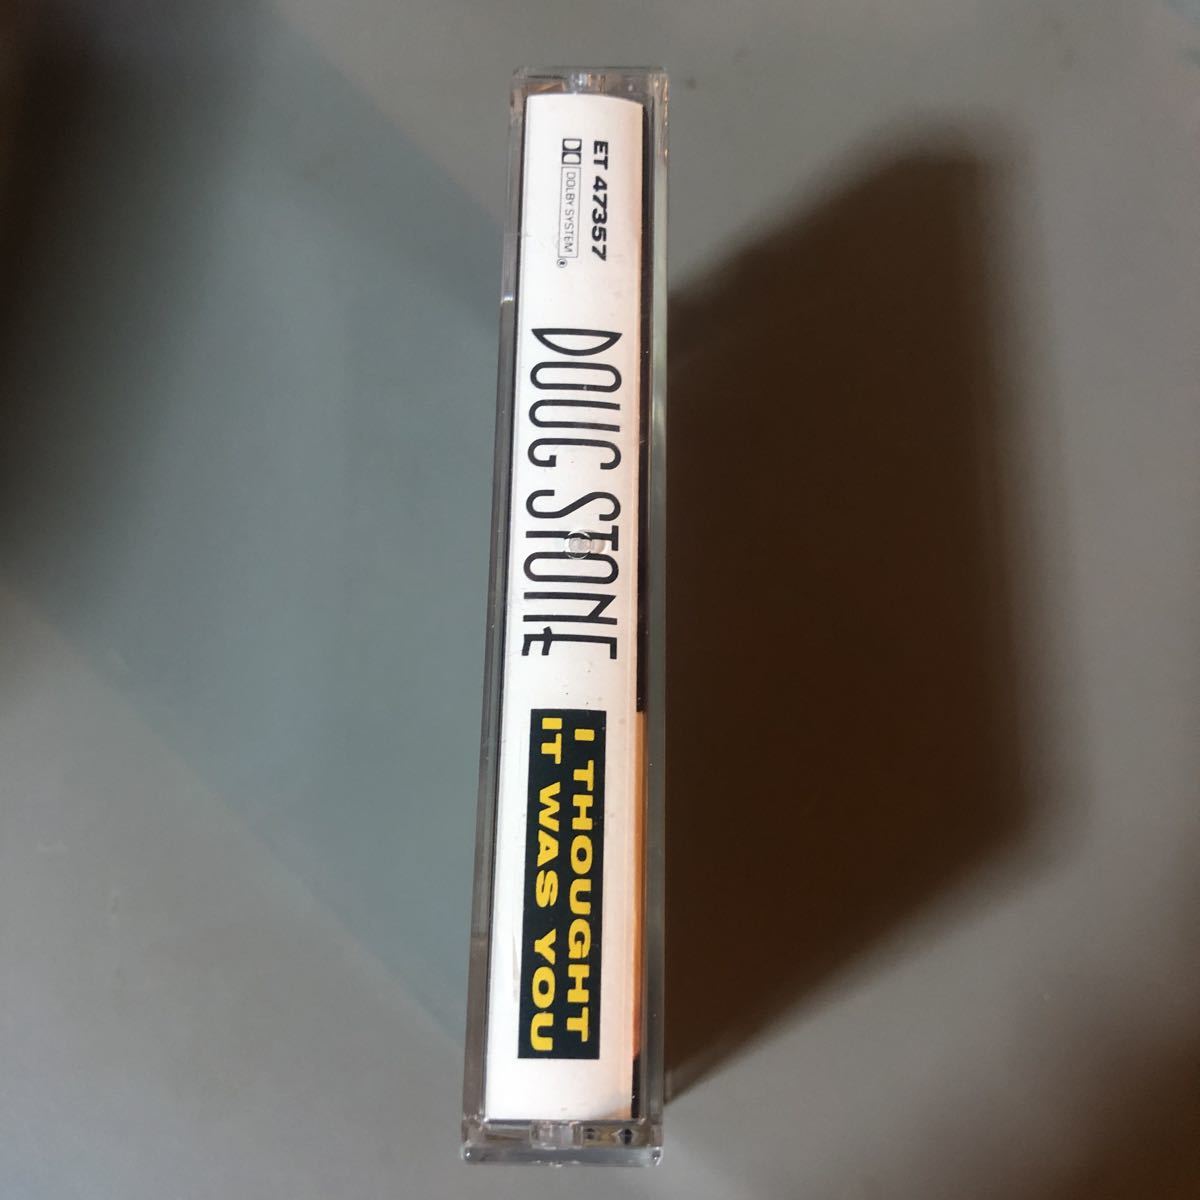 ET 47357
DOLBY SYSTEM®
DOUG STONE
I THOUGHT
IT WAS YOU